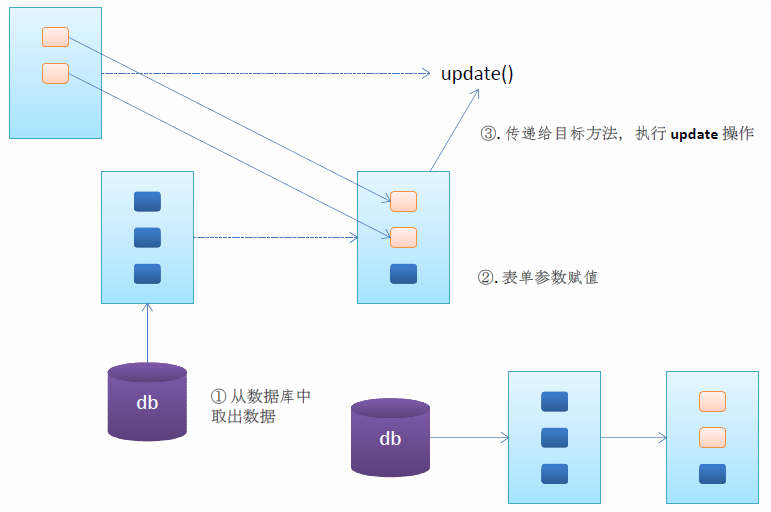 update()
③. 传递给目标方法，执行 update 操作
②. 表单参数赋值
db
① 从数据库中
取出数据
db